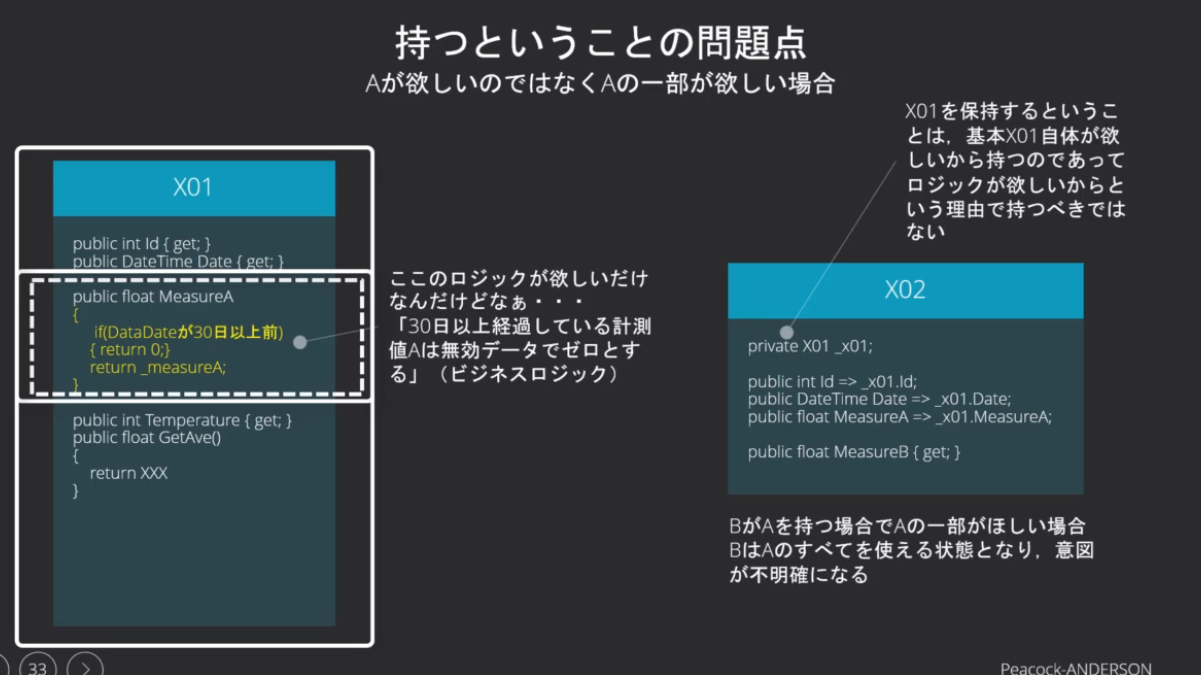 持つということの問題点
Aが欲しいのではなくAの一部が欲しい場合
X01
public int Id { get; }
public DateTime Date { get; }
public float MeasureA
{
if(DataDateが30日以上前)
{ return 0;}
return _measureA;
}
public int Temperature { get; }
public float GetAve()
{
return XXX
}
ここのロジックが欲しいだけ
なんだけどなぁ・・・
「30日以上経過している計測
値Aは無効データでゼロとす
る」（ビジネスロジック）
X01を保持するというこ
とは，基本X01自体が欲
しいから持つのであって
ロジックが欲しいからと
いう理由で持つべきでは
ない
X02
private X01 _x01;
public int Id => _x01.Id;
public DateTime Date => _x01.Date;
public float MeasureA => _x01.MeasureA;
public float MeasureB { get; }
BがAを持つ場合でAの一部がほしい場合
BはAのすべてを使える状態となり，意図
が不明確になる
33
Peacock-ANDERSON